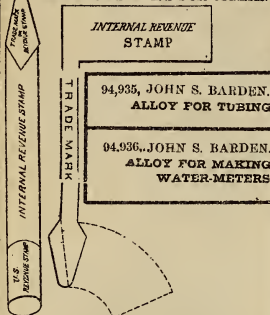 INTERNAL REVENUE
STAMP
TRADE MARK
INTERNAL REVENUE STAMP
U.S.
REVENUE STAMP
94,935, JOHN S. BARDEN.
ALLOY FOR TUBING
94.936,.JOHN S. BARDEN.
ALLOY FOR MAKING
WATER-METERS